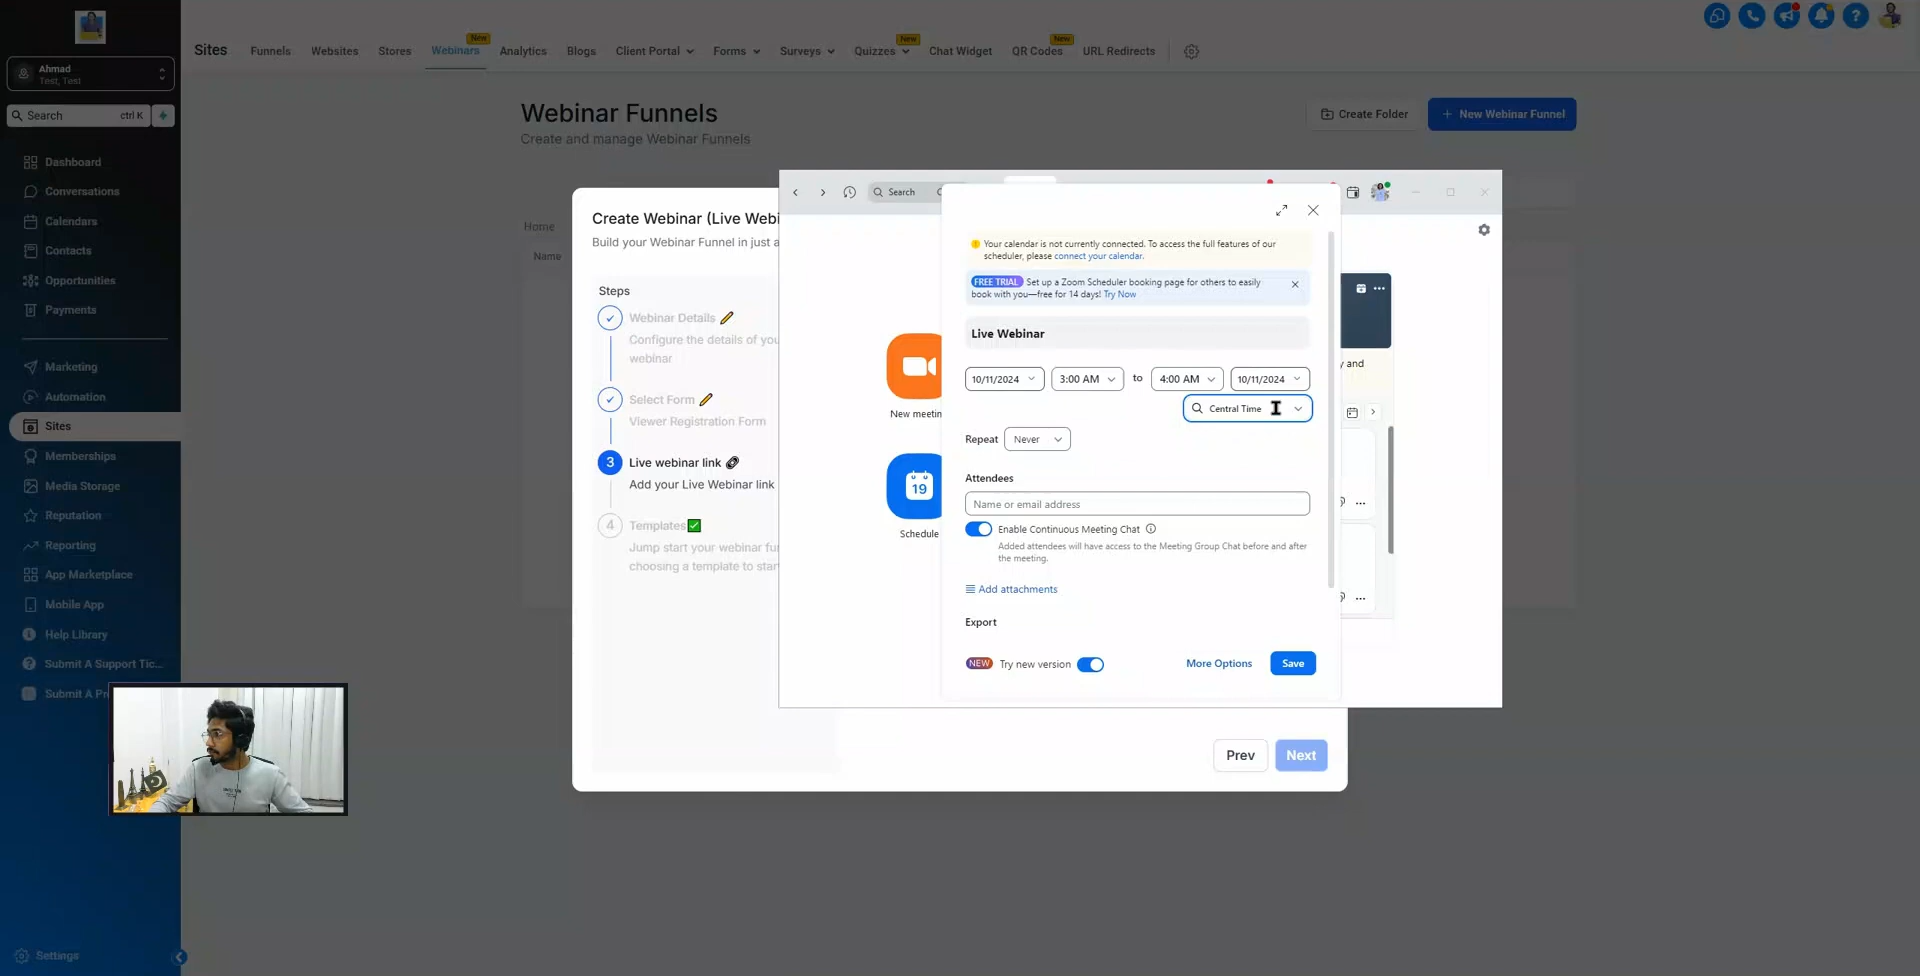 Ahmad
Test, Test
Search ctrl K
Dashboard
Conversations
Calendars
Contacts
Opportunities
Payments
Marketing
Automation
Sites
Memberships
Media Storage
Reputation
Reporting
App Marketplace
Mobile App
Help Library
Submit A Support Tic...
Submit A Pr
Settings
Sites
Funnels
Websites
Stores
Webinars
New
Analytics
Blogs
Client Portal
Forms
Surveys
Quizzes
New
Chat Widget
QR Codes
New
URL Redirects
Webinar Funnels
Create and manage Webinar Funnels
Create Folder
+ New Webinar Funnel
Home
Name
Create Webinar (Live Webi
Build your Webinar Funnel in just a
Steps
Webinar Details
Configure the details of you
webinar
Select Form
Viewer Registration Form
3
Live webinar link
Add your Live Webinar link
4
Templates
Jump start your webinar fu
choosing a template to star
Prev
Next
Search
New meetin
19
Schedule
y and
Your calendar is not currently connected. To access the full features of our
scheduler, please connect your calendar.
FREE TRIAL Set up a Zoom Scheduler booking page for others to easily
book with you—free for 14 days! Try Now
Live Webinar
10/11/2024 3:00 AM to 4:00 AM 10/11/2024
Central Time
Repeat Never
Attendees
Name or email address
Enable Continuous Meeting Chat
Added attendees will have access to the Meeting Group Chat before and after
the meeting.
Add attachments
Export
NEW Try new version
More Options
Save